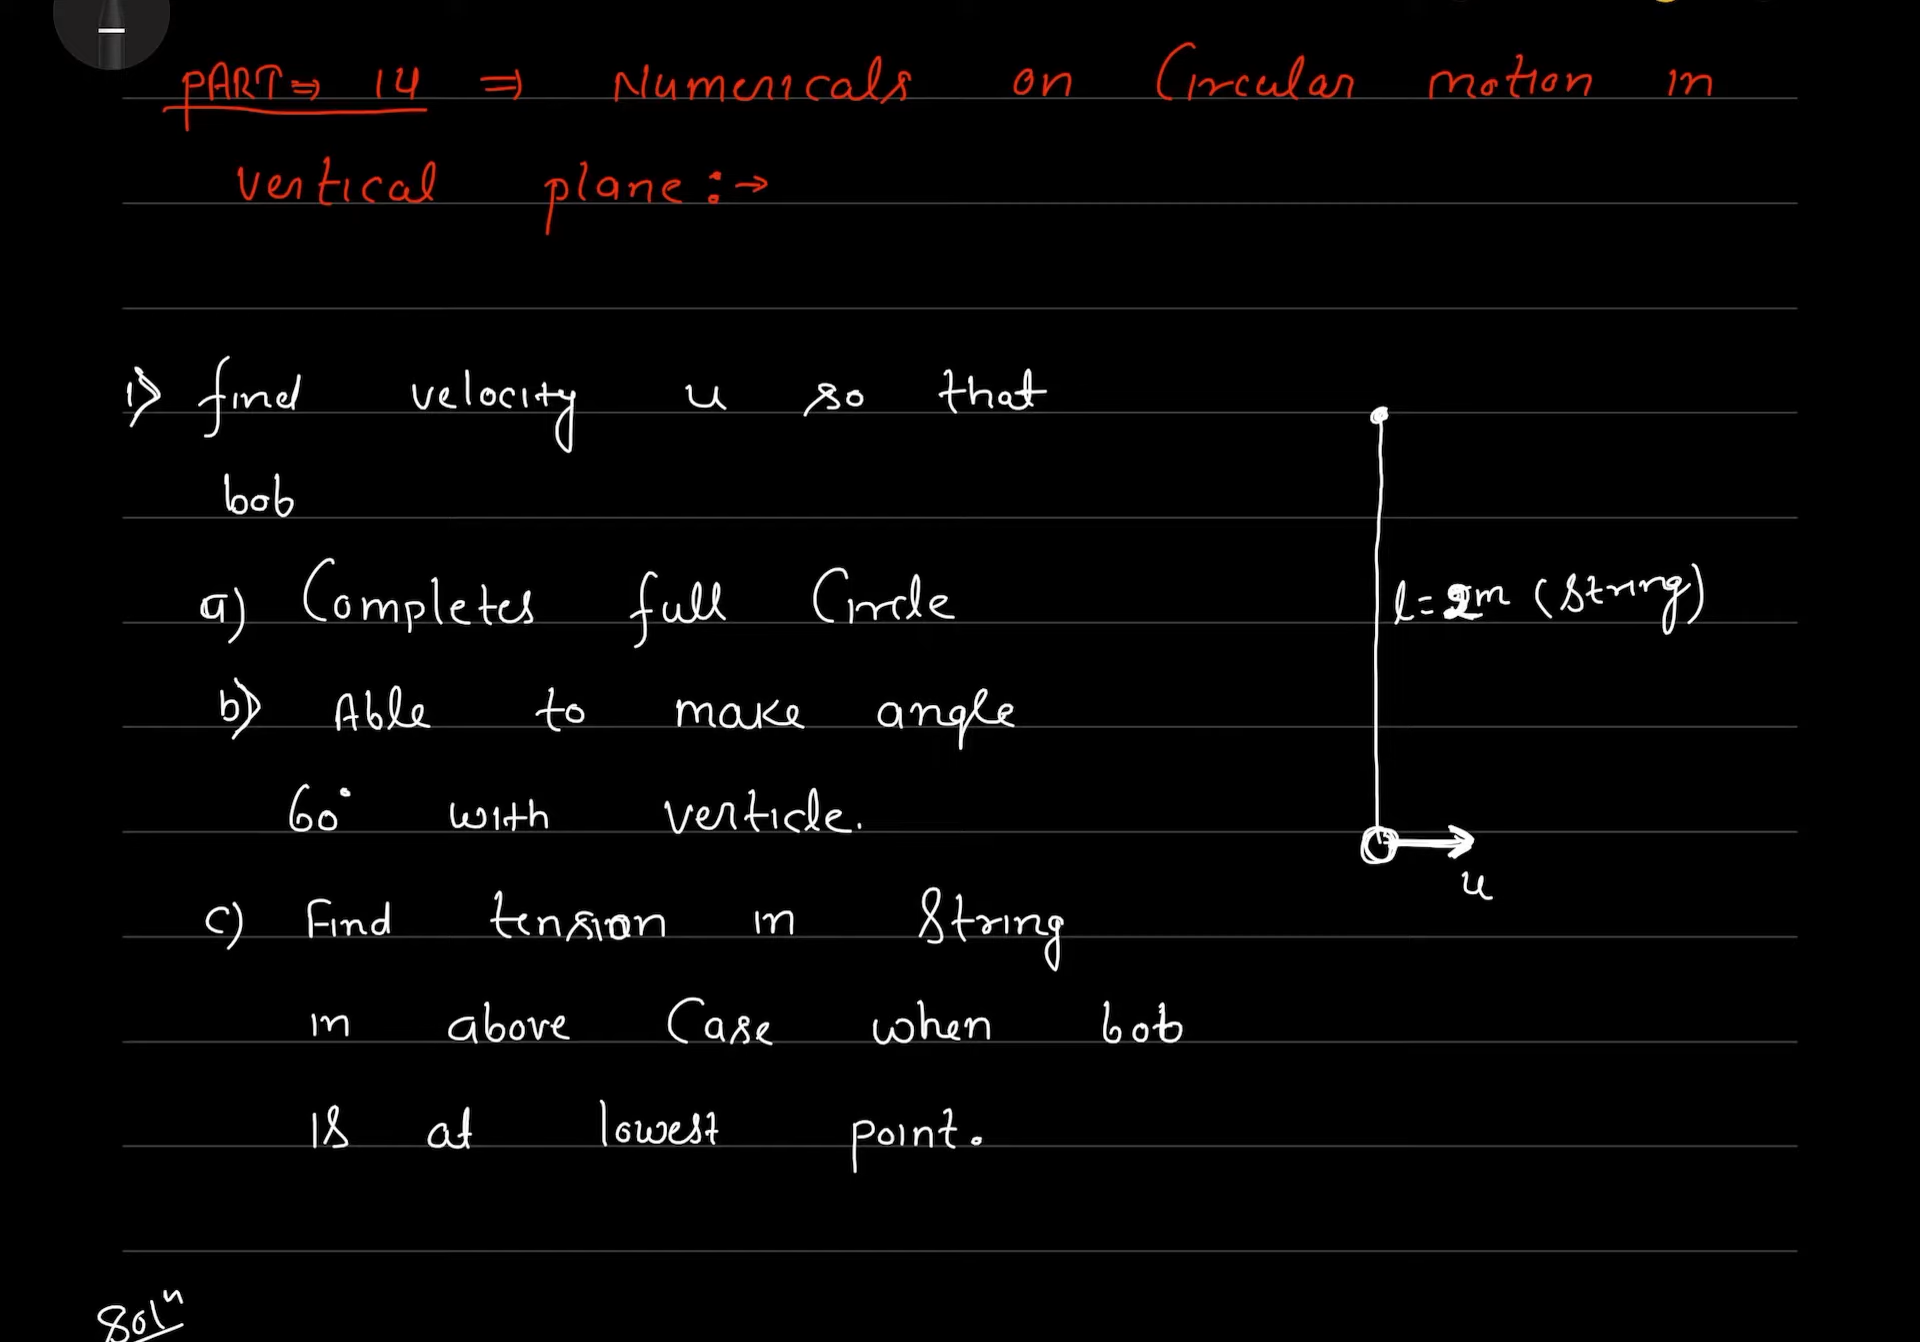 PART⇒ 14 ⇒ Numericals on Circular motion in
vertical plane:→
1) find velocity u so that
bob
a) Completes full Circle
b) Able to make angle
60° with verticle.
l=2m (String)
u
c) Find tension in String
in above Case when bob
is at lowest point.
Solⁿ